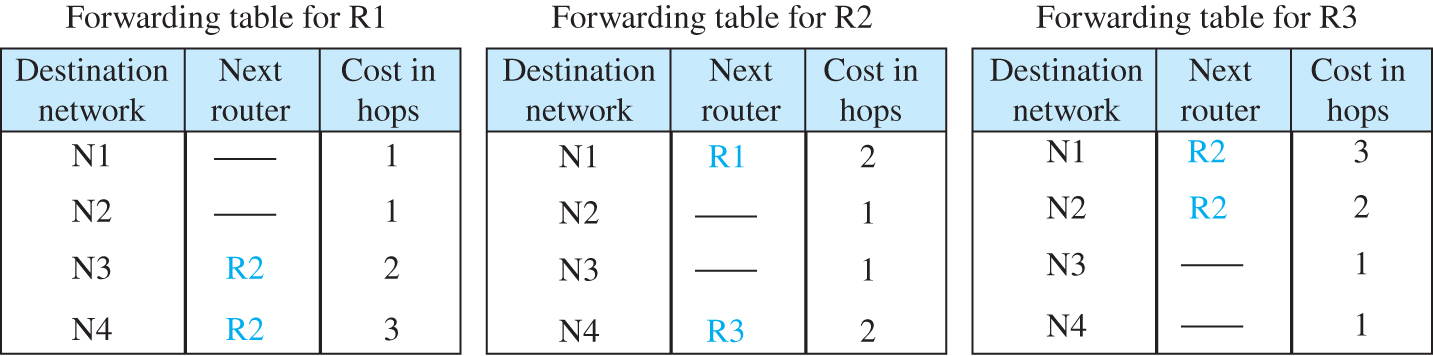 Forwarding table for R1
Destination network Next router Cost in hops
N1 —— 1
N2 —— 1
N3 R2 2
N4 R2 3
Forwarding table for R2
Destination network Next router Cost in hops
N1 R1 2
N2 —— 1
N3 —— 1
N4 R3 2
Forwarding table for R3
Destination network Next router Cost in hops
N1 R2 3
N2 R2 2
N3 —— 1
N4 —— 1